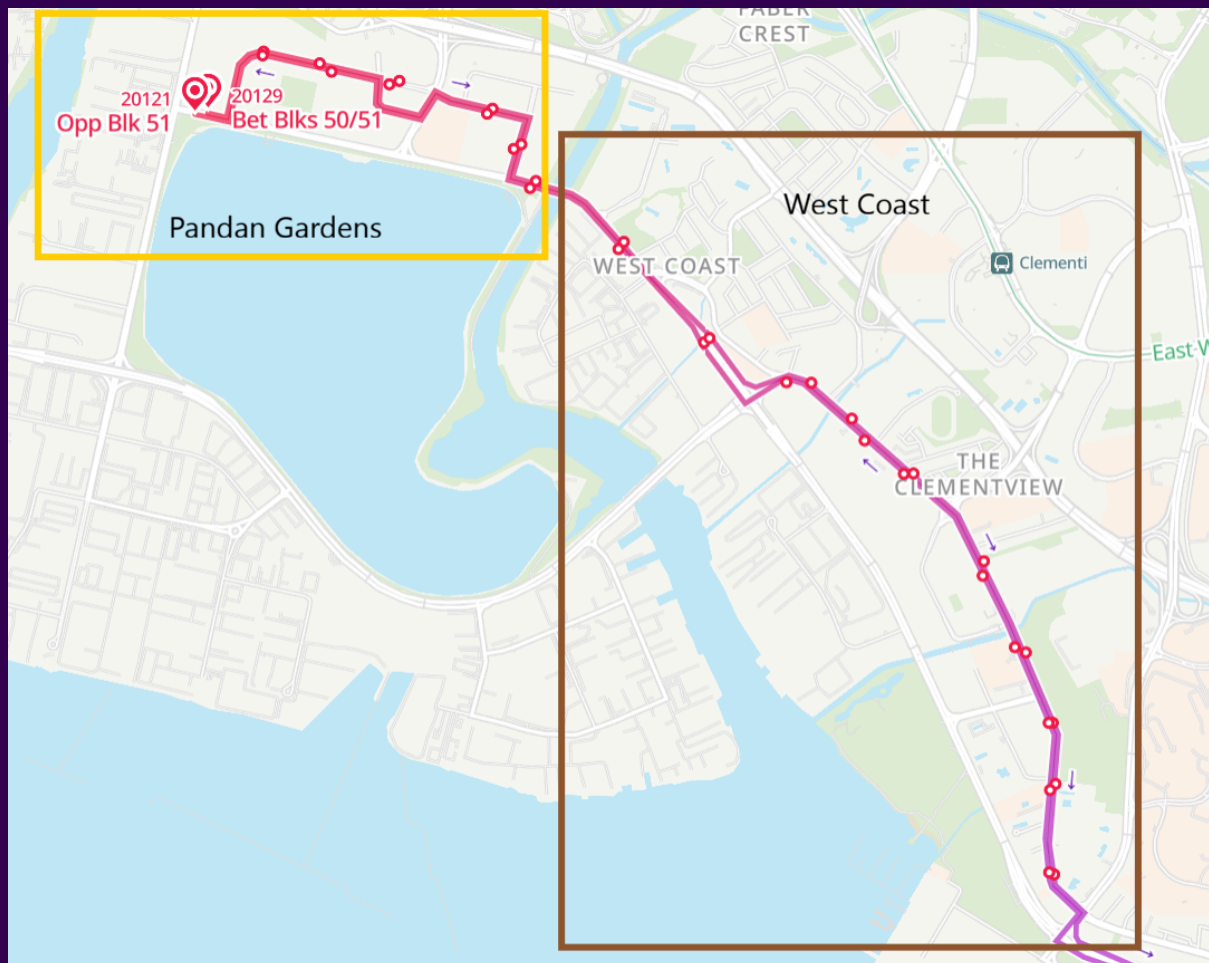 FABER
CREST
20121
Opp Blk 51
20129
Bet Blks 50/51
Pandan Gardens
West Coast
WEST COAST
Clementi
East W
THE
CLEMENTVIEW